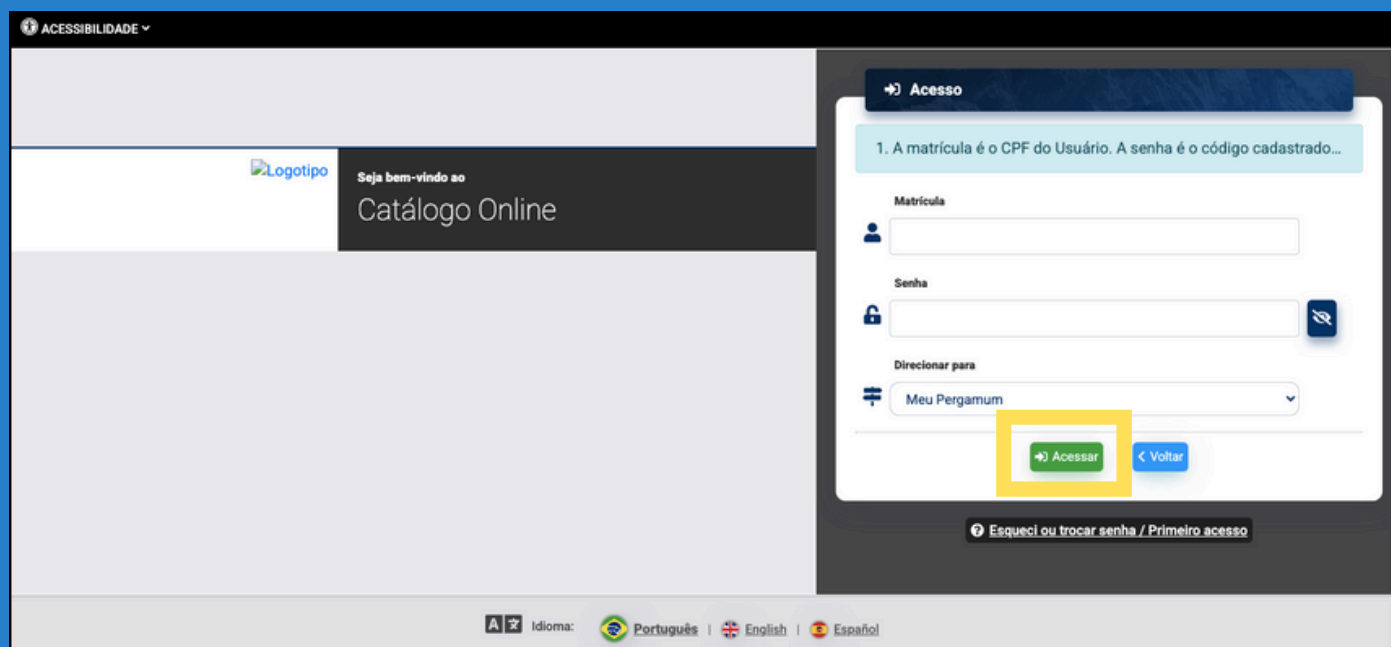 ACESSIBILIDADE
Logotipo
Seja bem-vindo ao
Catálogo Online
Acesso
1. A matrícula é o CPF do Usuário. A senha é o código cadastrado...
Matrícula
Senha
Direcionar para
Meu Pergamum
Acessar
Voltar
Esqueci ou trocar senha / Primeiro acesso
Idioma: Português | English | Español